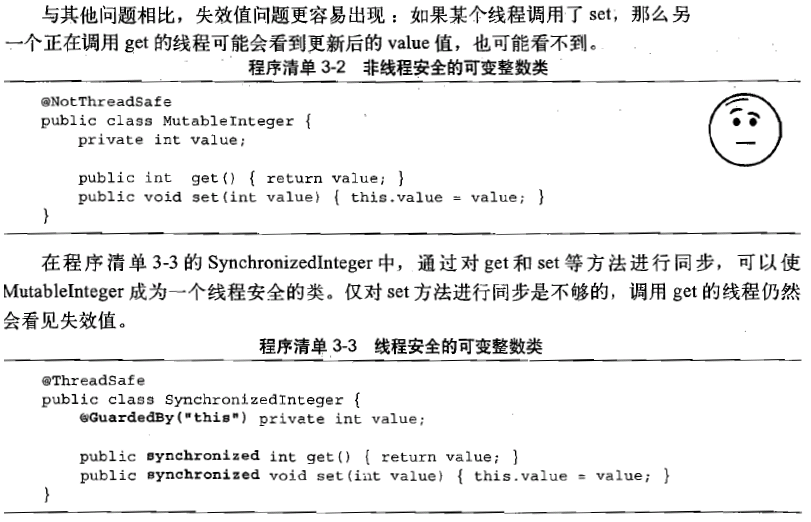 与其他问题相比，失效值问题更容易出现：如果某个线程调用了 set，那么另
一个正在调用 get 的线程可能会看到更新后的 value 值，也可能看不到。
程序清单 3-2 非线程安全的可变整数类
@NotThreadSafe
public class MutableInteger {
    private int value;

    public int  get() { return value; }
    public void set(int value) { this.value = value; }
}
在程序清单 3-3 的 SynchronizedInteger 中，通过对 get 和 set 等方法进行同步，可以使
MutableInteger 成为一个线程安全的类。仅对 set 方法进行同步是不够的，调用 get 的线程仍然
会看见失效值。
程序清单 3-3 线程安全的可变整数类
@ThreadSafe
public class SynchronizedInteger {
    @GuardedBy("this") private int value;

    public synchronized int get() { return value; }
    public synchronized void set(int value) { this.value = value; }
}